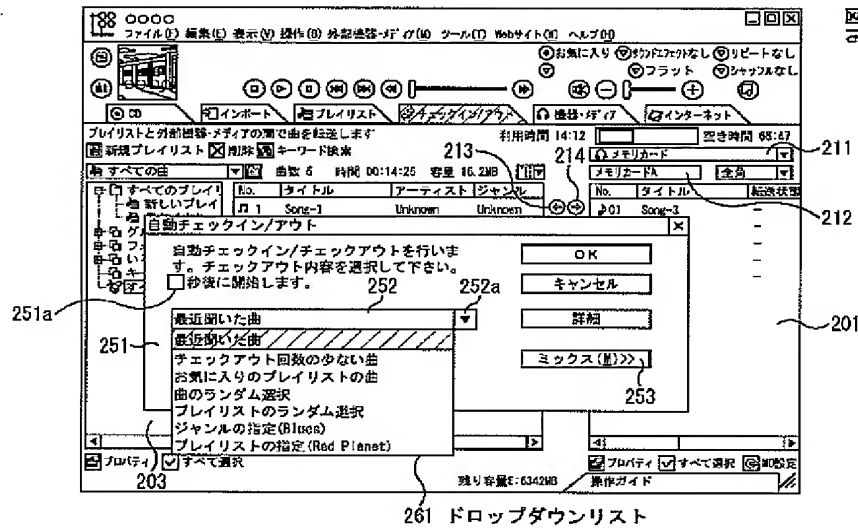 ○○○○
ファイル(F) 編集(E) 表示(V) 操作(B) 外部機器・メディア(M) ツール(T) Webサイト(W) ヘルプ(H)
お気に入り サウンドエフェクトなし リピートなし
フラット シャッフルなし
CD インポート プレイリスト チェックイン/アウト 機器・メディア インターネット
プレイリストと外部機器・メディアの間で曲を転送します
利用時間 14:12 空き時間 68:47
新規プレイリスト 削除 キーワード検索
213
214
211
メモリカード
すべての曲 曲数 5 時間 00:14:25 容量 16.2MB
メモリカードA 全角
212
すべてのプレイリ
No. タイトル アーティスト ジャンル
No. タイトル 転送状態
新しいプレイ
1 Song-1 Unknown Unknown
01 Song-3
自動チェックイン/アウト
自動チェックイン/チェックアウトを行いま
す。チェックアウト内容を選択して下さい。
秒後に開始します。
OK
キャンセル
詳細
ミックス(M)>>
251a
252
252a
251
253
201
最近聞いた曲
最近聞いた曲
チェックアウト回数の少ない曲
お気に入りのプレイリストの曲
曲のランダム選択
プレイリストのランダム選択
ジャンルの指定(Blues)
プレイリストの指定(Red Planet)
203
プロパティ すべて選択
プロパティ すべて選択 MD設定
残り容量E:6342MB
操作ガイド
261 ドロップダウンリスト